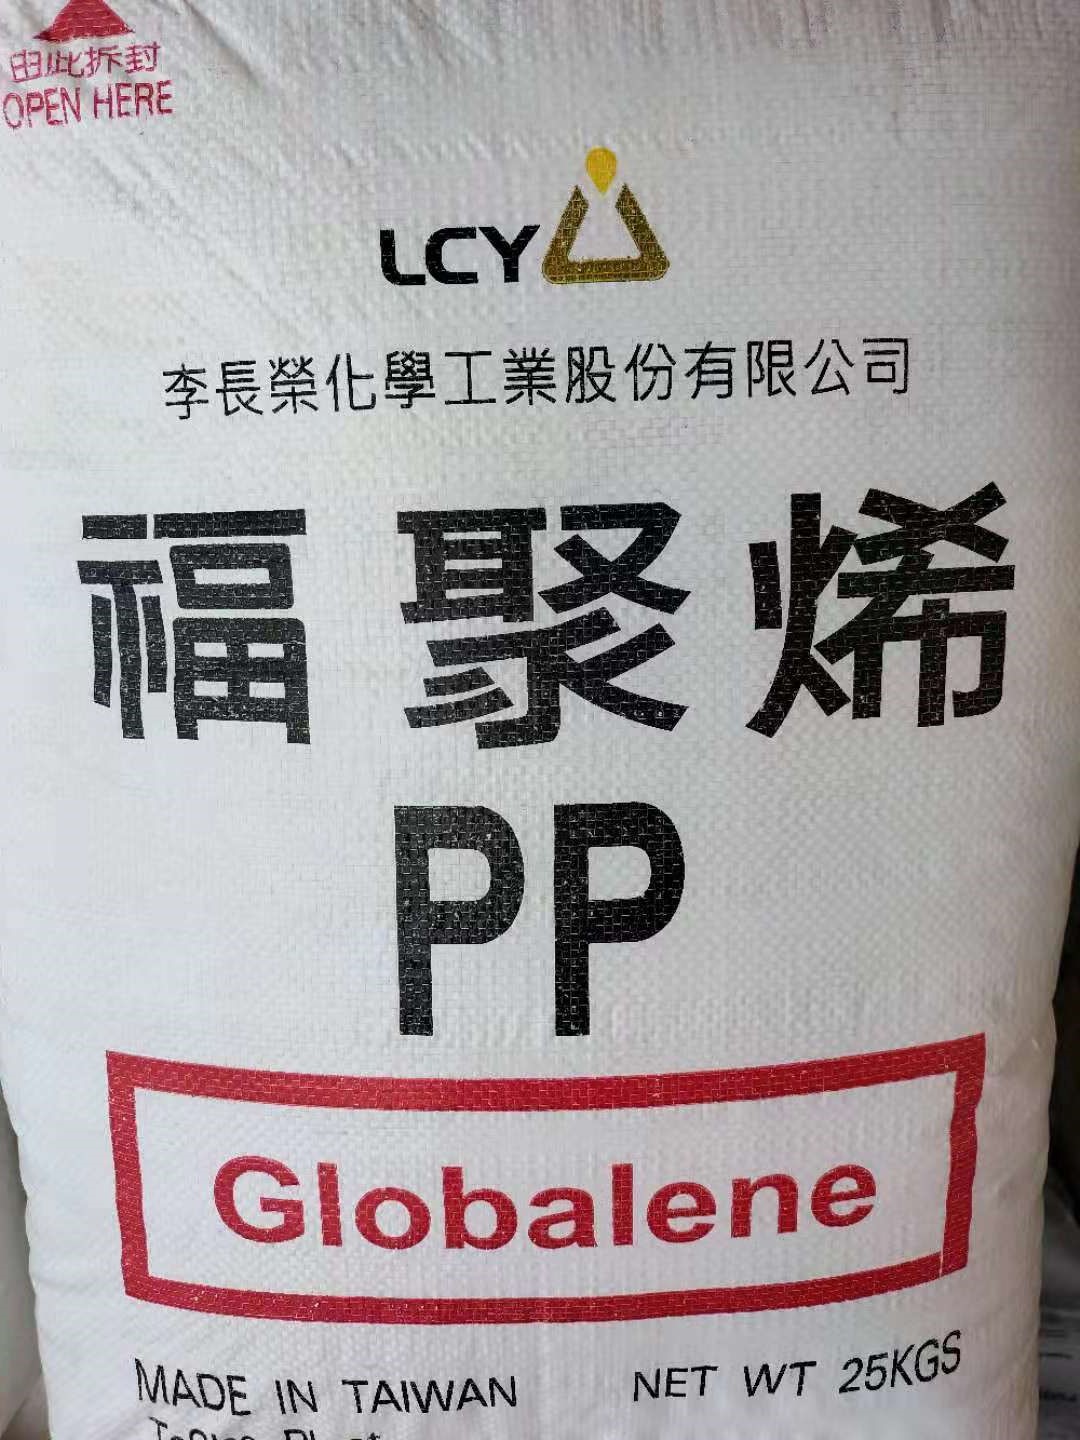 由此拆封
OPEN HERE
LCY
李長榮化學工業股份有限公司
福聚烯
PP
Globalene
MADE IN TAIWAN NET WT 25KGS